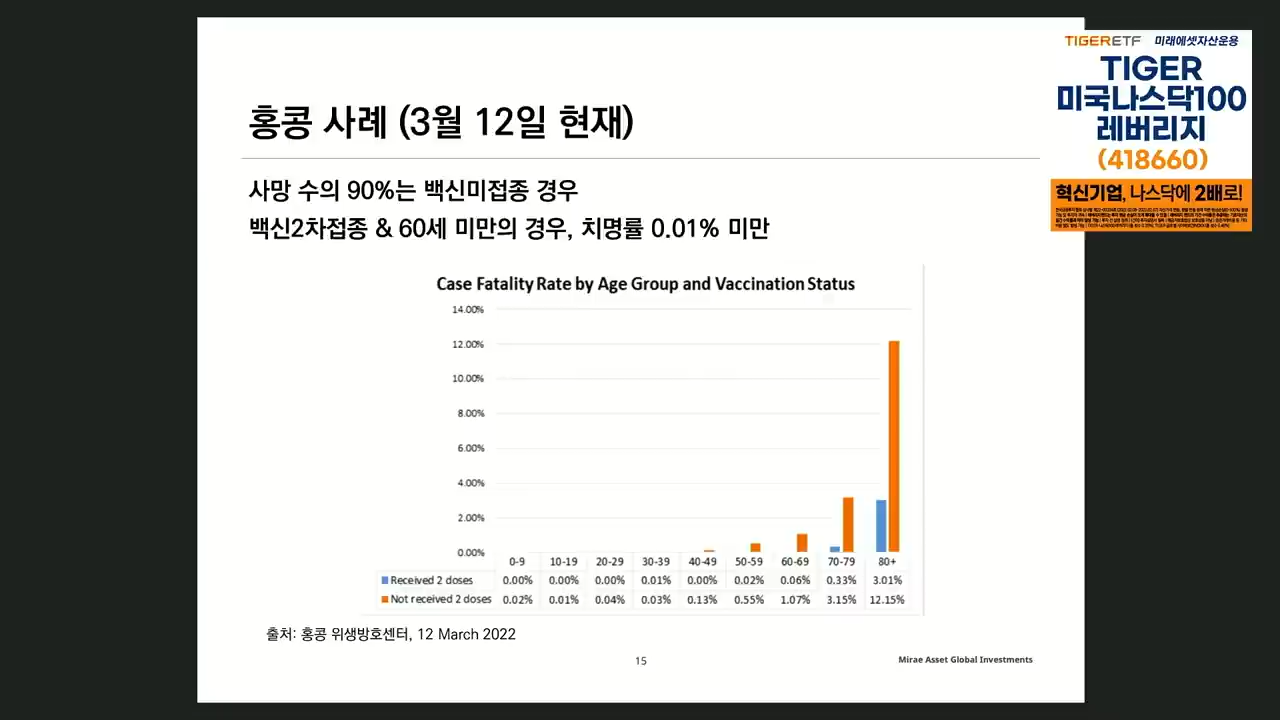 홍콩 사례 (3월 12일 현재)
사망 수의 90%는 백신미접종 경우
백신2차접종 & 60세 미만의 경우, 치명률 0.01% 미만
Case Fatality Rate by Age Group and Vaccination Status
14.00%
12.00%
10.00%
8.00%
6.00%
4.00%
2.00%
0.00%
0-9 10-19 20-29 30-39 40-49 50-59 60-69 70-79 80+
Received 2 doses 0.00% 0.00% 0.00% 0.01% 0.00% 0.02% 0.06% 0.33% 3.01%
Not received 2 doses 0.02% 0.01% 0.04% 0.03% 0.13% 0.55% 1.07% 3.15% 12.15%
출처: 홍콩 위생방호센터, 12 March 2022
15
Mirae Asset Global Investments
TIGERETF 미래에셋자산운용
TIGER
미국나스닥100
레버리지
(418660)
혁신기업, 나스닥에 2배로!